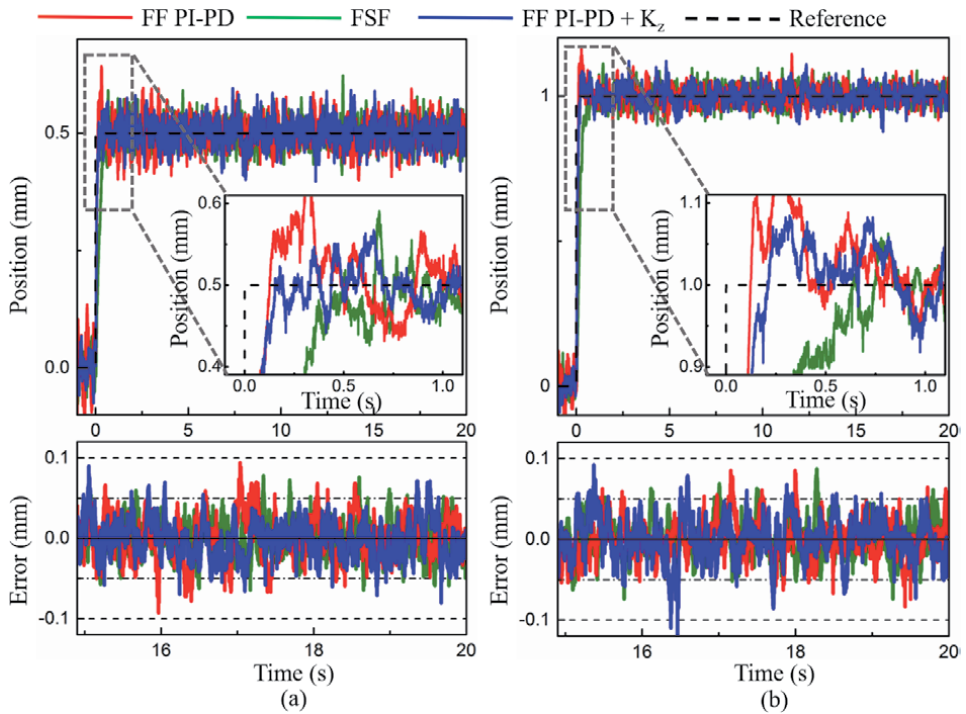 FF PI-PD FSF FF PI-PD + Kz Reference
Position (mm)
0.5
0.0
0 5 10 15 20
Position (mm)
0.6
0.5
0.4
0.0 0.5 1.0
Time (s)
Position (mm)
1
0
0 5 10 15 20
Position (mm)
1.1
1.0
0.9
0.0 0.5 1.0
Time (s)
Error (mm)
0.1
0.0
-0.1
16 18 20
Time (s)
(a)
Error (mm)
0.1
0.0
-0.1
16 18 20
Time (s)
(b)